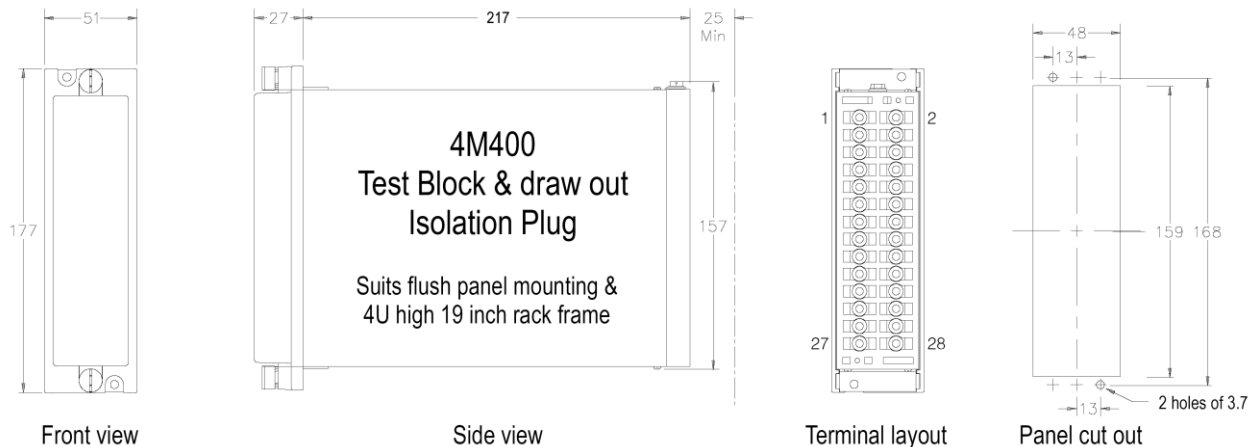 51
27
217
25
Min
48
13
4M400
Test Block & draw out
Isolation Plug
Suits flush panel mounting &
4U high 19 inch rack frame
177
157
1
2
27
28
159
168
13
2 holes of 3.7
Front view
Side view
Terminal layout
Panel cut out